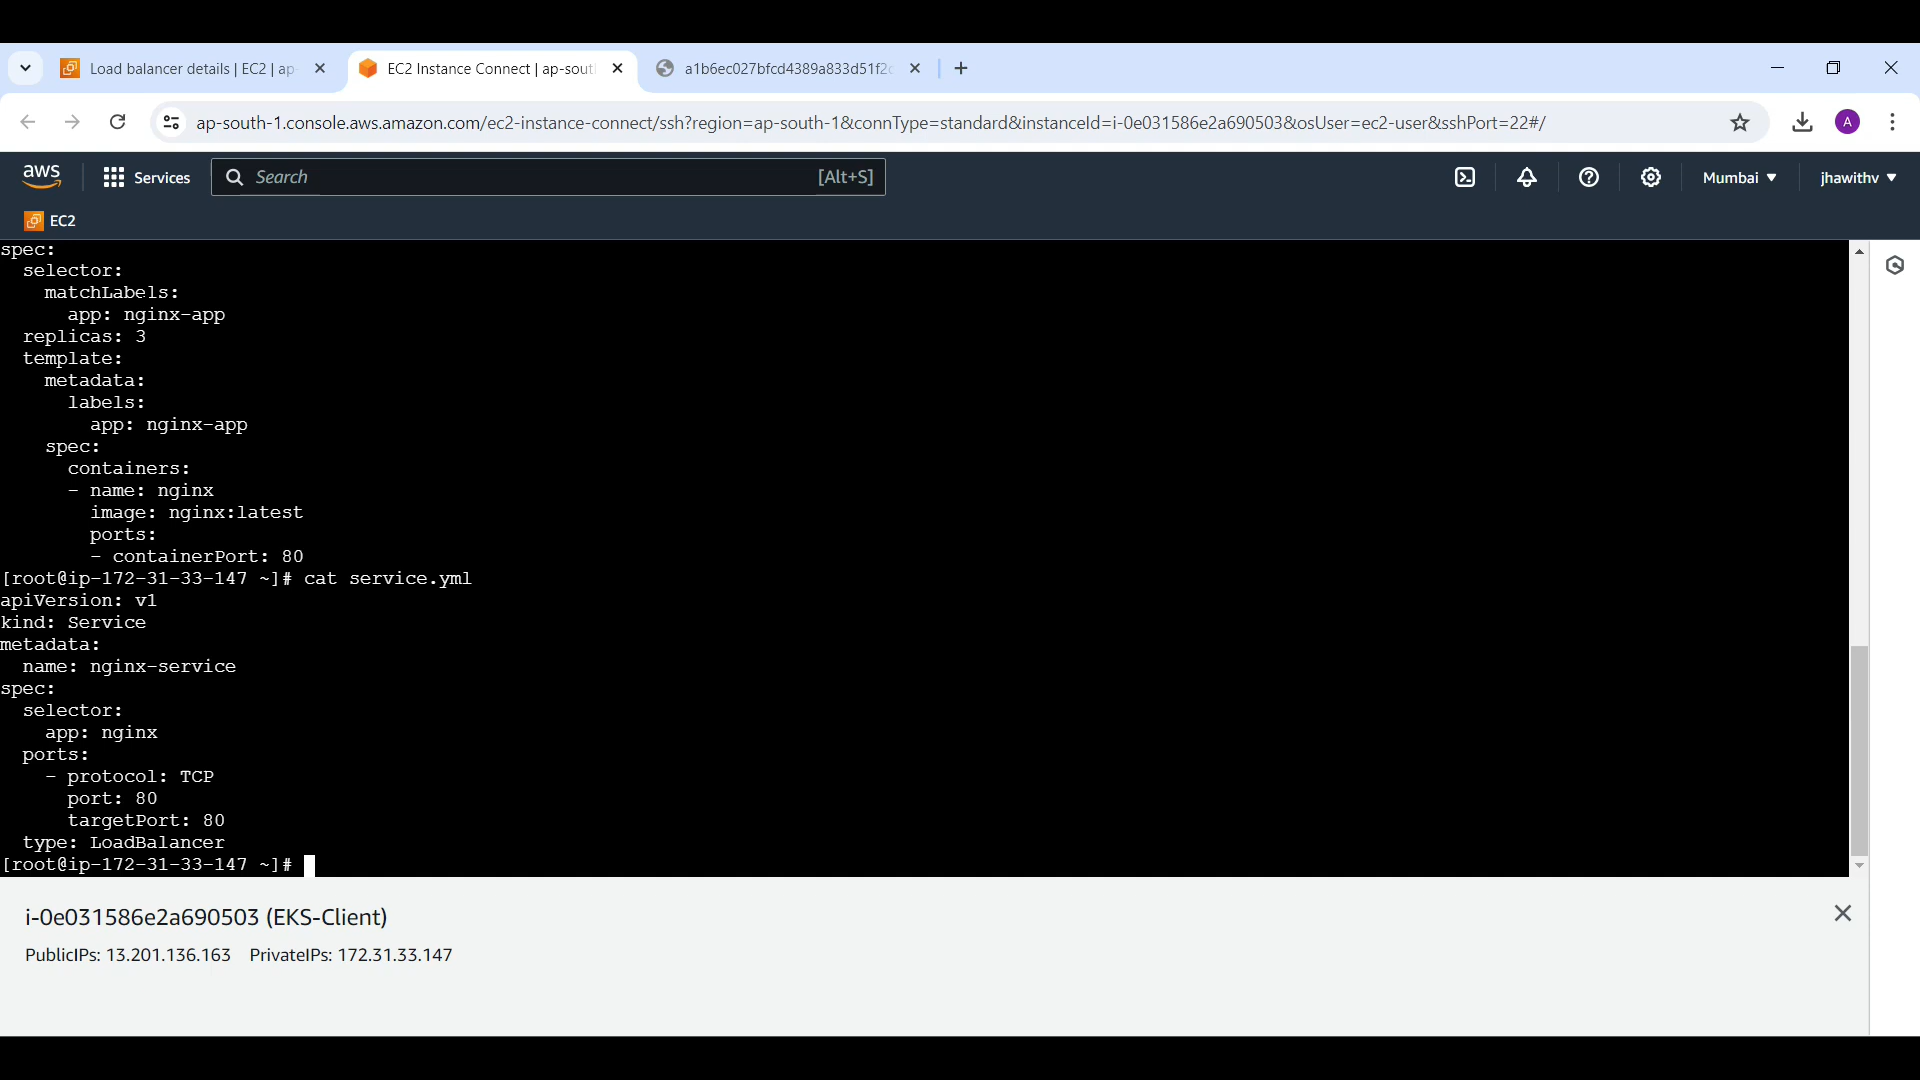 Load balancer details | EC2 | ap-
EC2 Instance Connect | ap-sout
a1b6ec027bfcd4389a833d51f2
ap-south-1.console.aws.amazon.com/ec2-instance-connect/ssh?region=ap-south-1&connType=standard&instanceId=i-0e031586e2a690503&osUser=ec2-user&sshPort=22#/
A
aws
Services
Search
[Alt+S]
Mumbai
jhawithv
EC2
spec:
  selector:
    matchLabels:
      app: nginx-app
  replicas: 3
  template:
    metadata:
      labels:
        app: nginx-app
    spec:
      containers:
      - name: nginx
        image: nginx:latest
        ports:
        - containerPort: 80
[root@ip-172-31-33-147 ~]# cat service.yml
apiVersion: v1
kind: Service
metadata:
  name: nginx-service
spec:
  selector:
    app: nginx
  ports:
    - protocol: TCP
      port: 80
      targetPort: 80
  type: LoadBalancer
[root@ip-172-31-33-147 ~]#
i-0e031586e2a690503 (EKS-Client)
PublicIPs: 13.201.136.163 PrivateIPs: 172.31.33.147